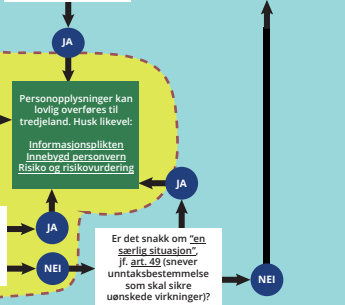 JA
Personopplysninger kan
lovlig overføres til
tredjeland. Husk likevel:
Informasjonsplikten
Innebygd personvern
Risiko og risikovurdering
JA
JA
NEI
Er det snakk om “en
særlig situasjon”,
jf. art. 49 (snever
unntaksbestemmelse
som skal sikre
uønskede virkninger)?
NEI